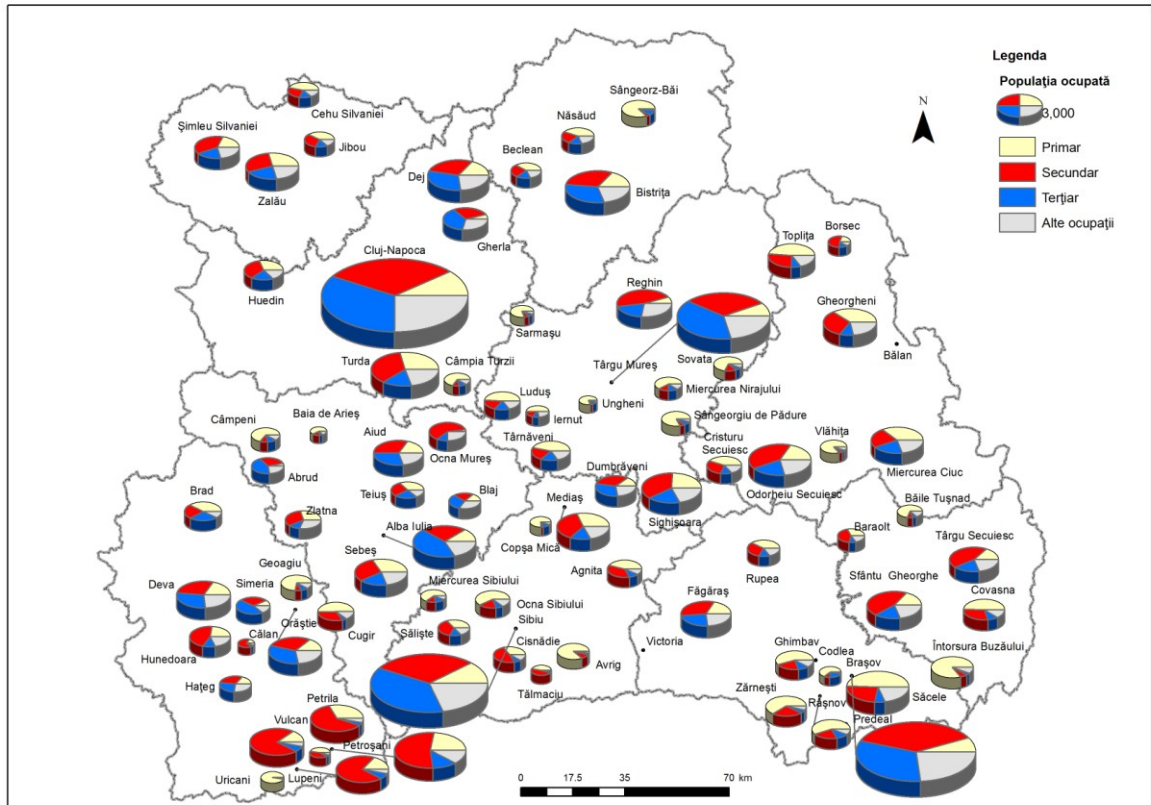 Legenda
Populaţia ocupată
3,000
Primar
Secundar
Terţiar
Alte ocupaţii
N
Sângeorz-Băi
Cehu Silvaniei
Năsăud
Şimleu Silvaniei
Jibou
Beclean
Zalău
Dej
Bistriţa
Gherla
Topliţa
Borsec
Cluj-Napoca
Huedin
Reghin
Gheorgheni
Sarmaşu
Bălan
Turda
Câmpia Turzii
Târgu Mureş
Sovata
Luduş
Miercurea Nirajului
Ungheni
Iernut
Câmpeni
Baia de Arieş
Sângeorgiu de Pădure
Aiud
Târnăveni
Cristuru
Secuiesc
Vlăhiţa
Ocna Mureş
Miercurea Ciuc
Abrud
Dumbrăveni
Odorheiu Secuiesc
Brad
Teiuş
Blaj
Mediaş
Băile Tuşnad
Sighişoara
Zlatna
Alba Iulia
Baraolt
Copşa Mică
Târgu Secuiesc
Geoagiu
Sebeş
Rupea
Deva
Simeria
Miercurea Sibiului
Agnita
Sfântu Gheorghe
Covasna
Ocna Sibiului
Făgăraş
Orăştie
Sibiu
Cugir
Călan
Sălişte
Cisnădie
Victoria
Ghimbav
Codlea
Întorsura Buzăului
Hunedoara
Avrig
Braşov
Haţeg
Tălmaciu
Zărneşti
Săcele
Petrila
Râşnov
Predeal
Vulcan
Petroşani
Uricani
Lupeni
0 17.5 35 70 km